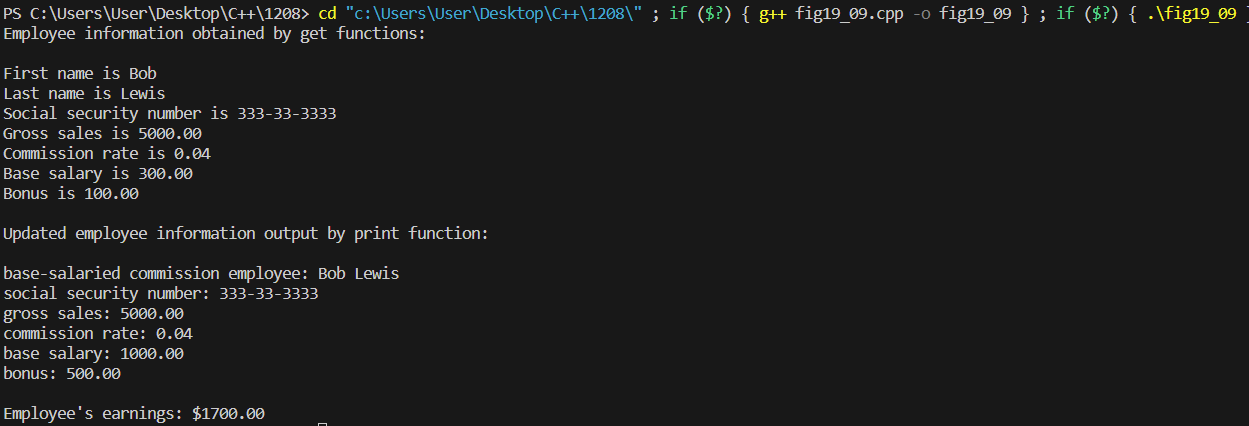 PS C:\Users\User\Desktop\C++\1208> cd "c:\Users\User\Desktop\C++\1208\" ; if ($?) { g++ fig19_09.cpp -o fig19_09 } ; if ($?) { .\fig19_09 }
Employee information obtained by get functions:
First name is Bob
Last name is Lewis
Social security number is 333-33-3333
Gross sales is 5000.00
Commission rate is 0.04
Base salary is 300.00
Bonus is 100.00
Updated employee information output by print function:
base-salaried commission employee: Bob Lewis
social security number: 333-33-3333
gross sales: 5000.00
commission rate: 0.04
base salary: 1000.00
bonus: 500.00
Employee's earnings: $1700.00